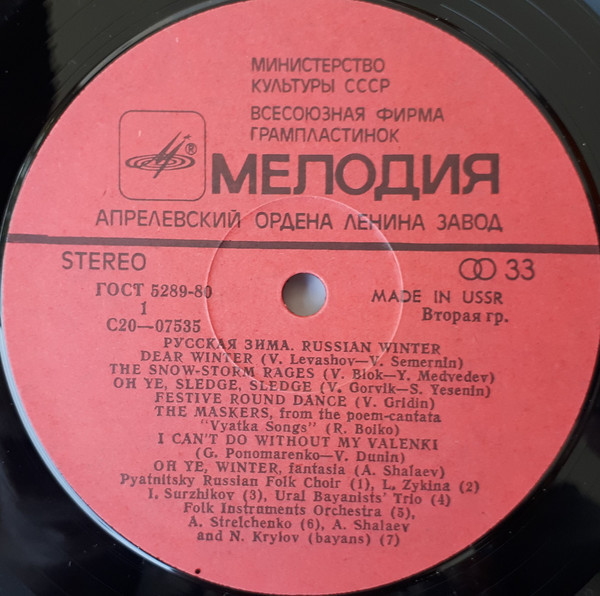 МИНИСТЕРСТВО
КУЛЬТУРЫ СССР
ВСЕСОЮЗНАЯ ФИРМА
ГРАМПЛАСТИНОК
®
МЕЛОДИЯ
АПРЕЛЕВСКИЙ ОРДЕНА ЛЕНИНА ЗАВОД
STEREO
33
ГОСТ 5289-80
MADE IN USSR
1
Вторая гр.
С20—07535
РУССКАЯ ЗИМА. RUSSIAN WINTER
DEAR WINTER (V. Levashov—V. Semernin)
THE SNOW-STORM RAGES (V. Blok—Y. Medvedev)
OH YE, SLEDGE, SLEDGE (V. Gorvik—S. Yesenin)
FESTIVE ROUND DANCE (V. Gridin)
THE MASKERS, from the poem-cantata
"Vyatka Songs" (R. Boiko)
I CAN'T DO WITHOUT MY VALENKI
(G. Ponomarenko—V. Dunin)
OH YE, WINTER, fantasia (A. Shalaev)
Pyatnitsky Russian Folk Choir (1), L. Zykina (2)
I. Surzhikov (3), Ural Bayanists' Trio (4)
Folk Instruments Orchestra (5),
A. Strelchenko (6), A. Shalaev
and N. Krylov (bayans) (7)